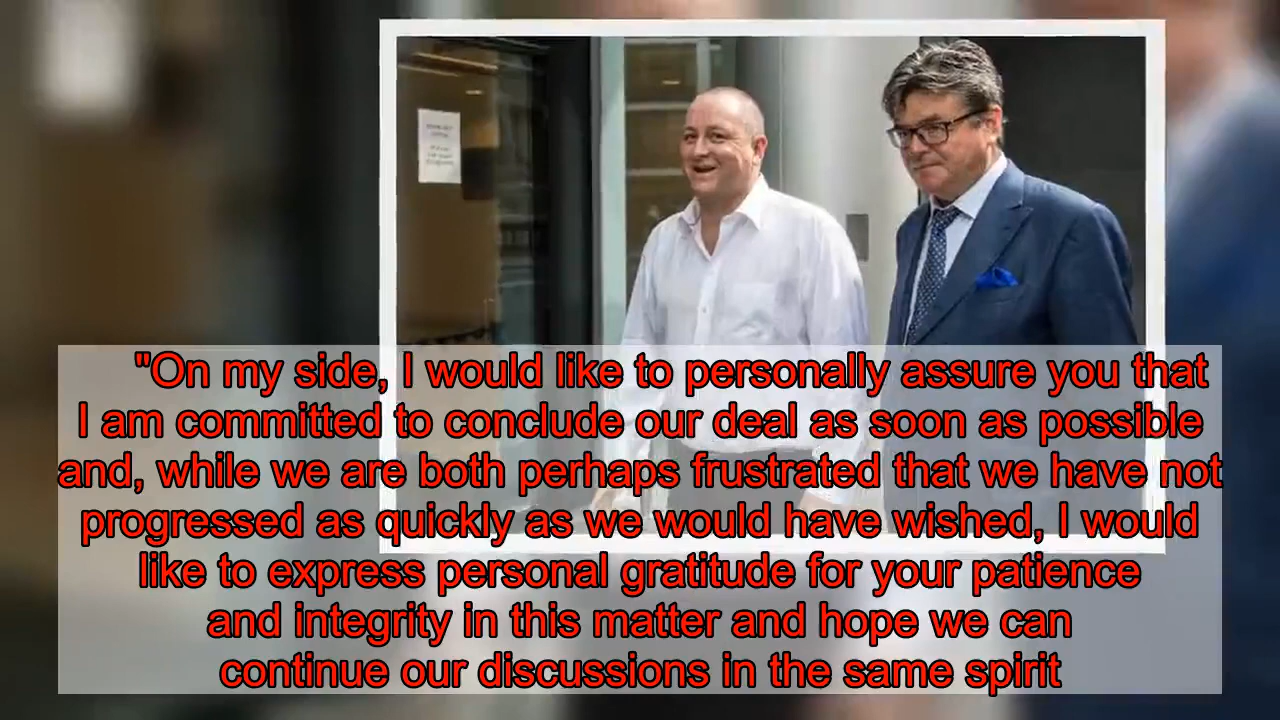 "On my side, I would like to personally assure you that
I am committed to conclude our deal as soon as possible
and, while we are both perhaps frustrated that we have not
progressed as quickly as we would have wished, I would
like to express personal gratitude for your patience
and integrity in this matter and hope we can
continue our discussions in the same spirit